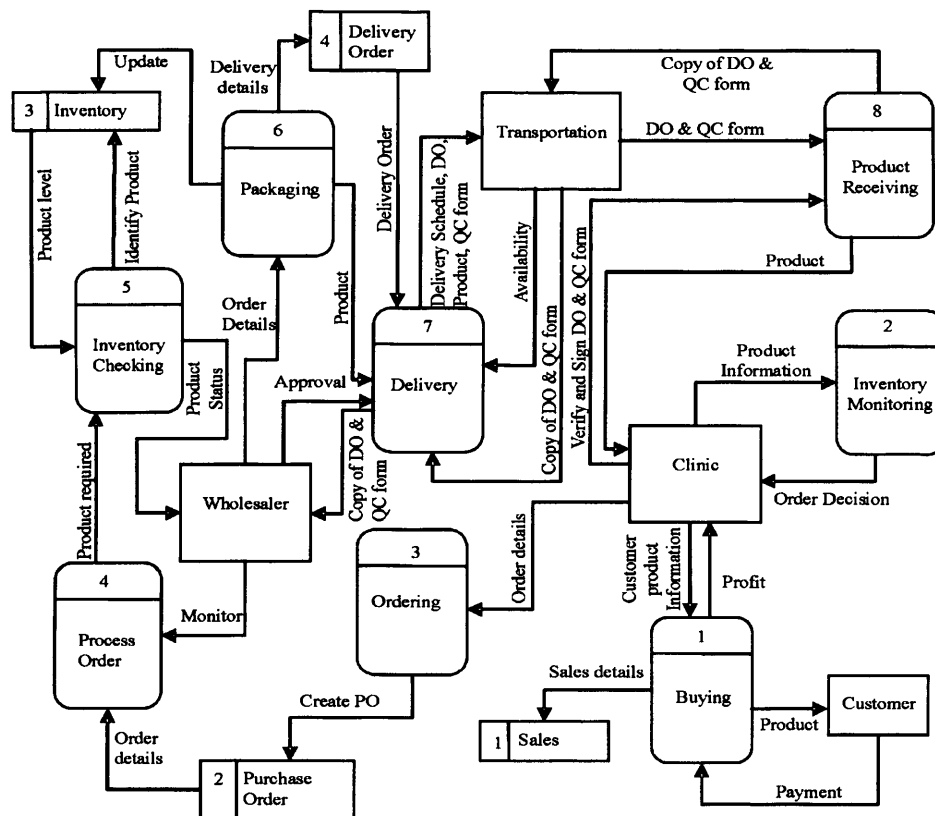 4
Delivery
Order
Update
Delivery
details
Copy of DO &
QC form
3
Inventory
6
Packaging
Transportation
DO & QC form
8
Product
Receiving
Product level
Identify Product
Delivery Order
Delivery Schedule, DO,
Product, QC form
Availability
Product
5
Inventory
Checking
Order
Details
Product
7
Delivery
Copy of DO & QC form
Verify and Sign DO & QC form
2
Inventory
Monitoring
Product
Information
Product
Status
Approval
Wholesaler
Copy of DO &
QC form
Clinic
Order Decision
Product required
3
Ordering
Order details
Customer
product
Information
Profit
4
Process
Order
Monitor
1
Buying
Sales details
Create PO
Product
Customer
1
Sales
Order
details
2
Purchase
Order
Payment